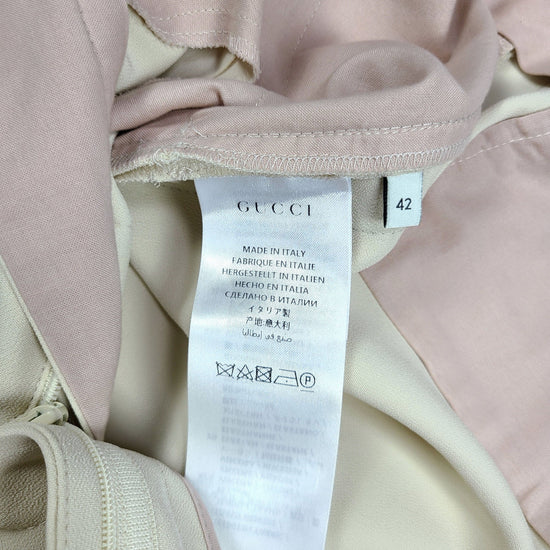 GUCCI
42
MADE IN ITALY
FABRIQUE EN ITALIE
HERGESTELLT IN ITALIEN
HECHO EN ITALIA
СДЕЛАНО В ИТАЛИИ
イタリア製
产地:意大利
صنع في إيطاليا
P